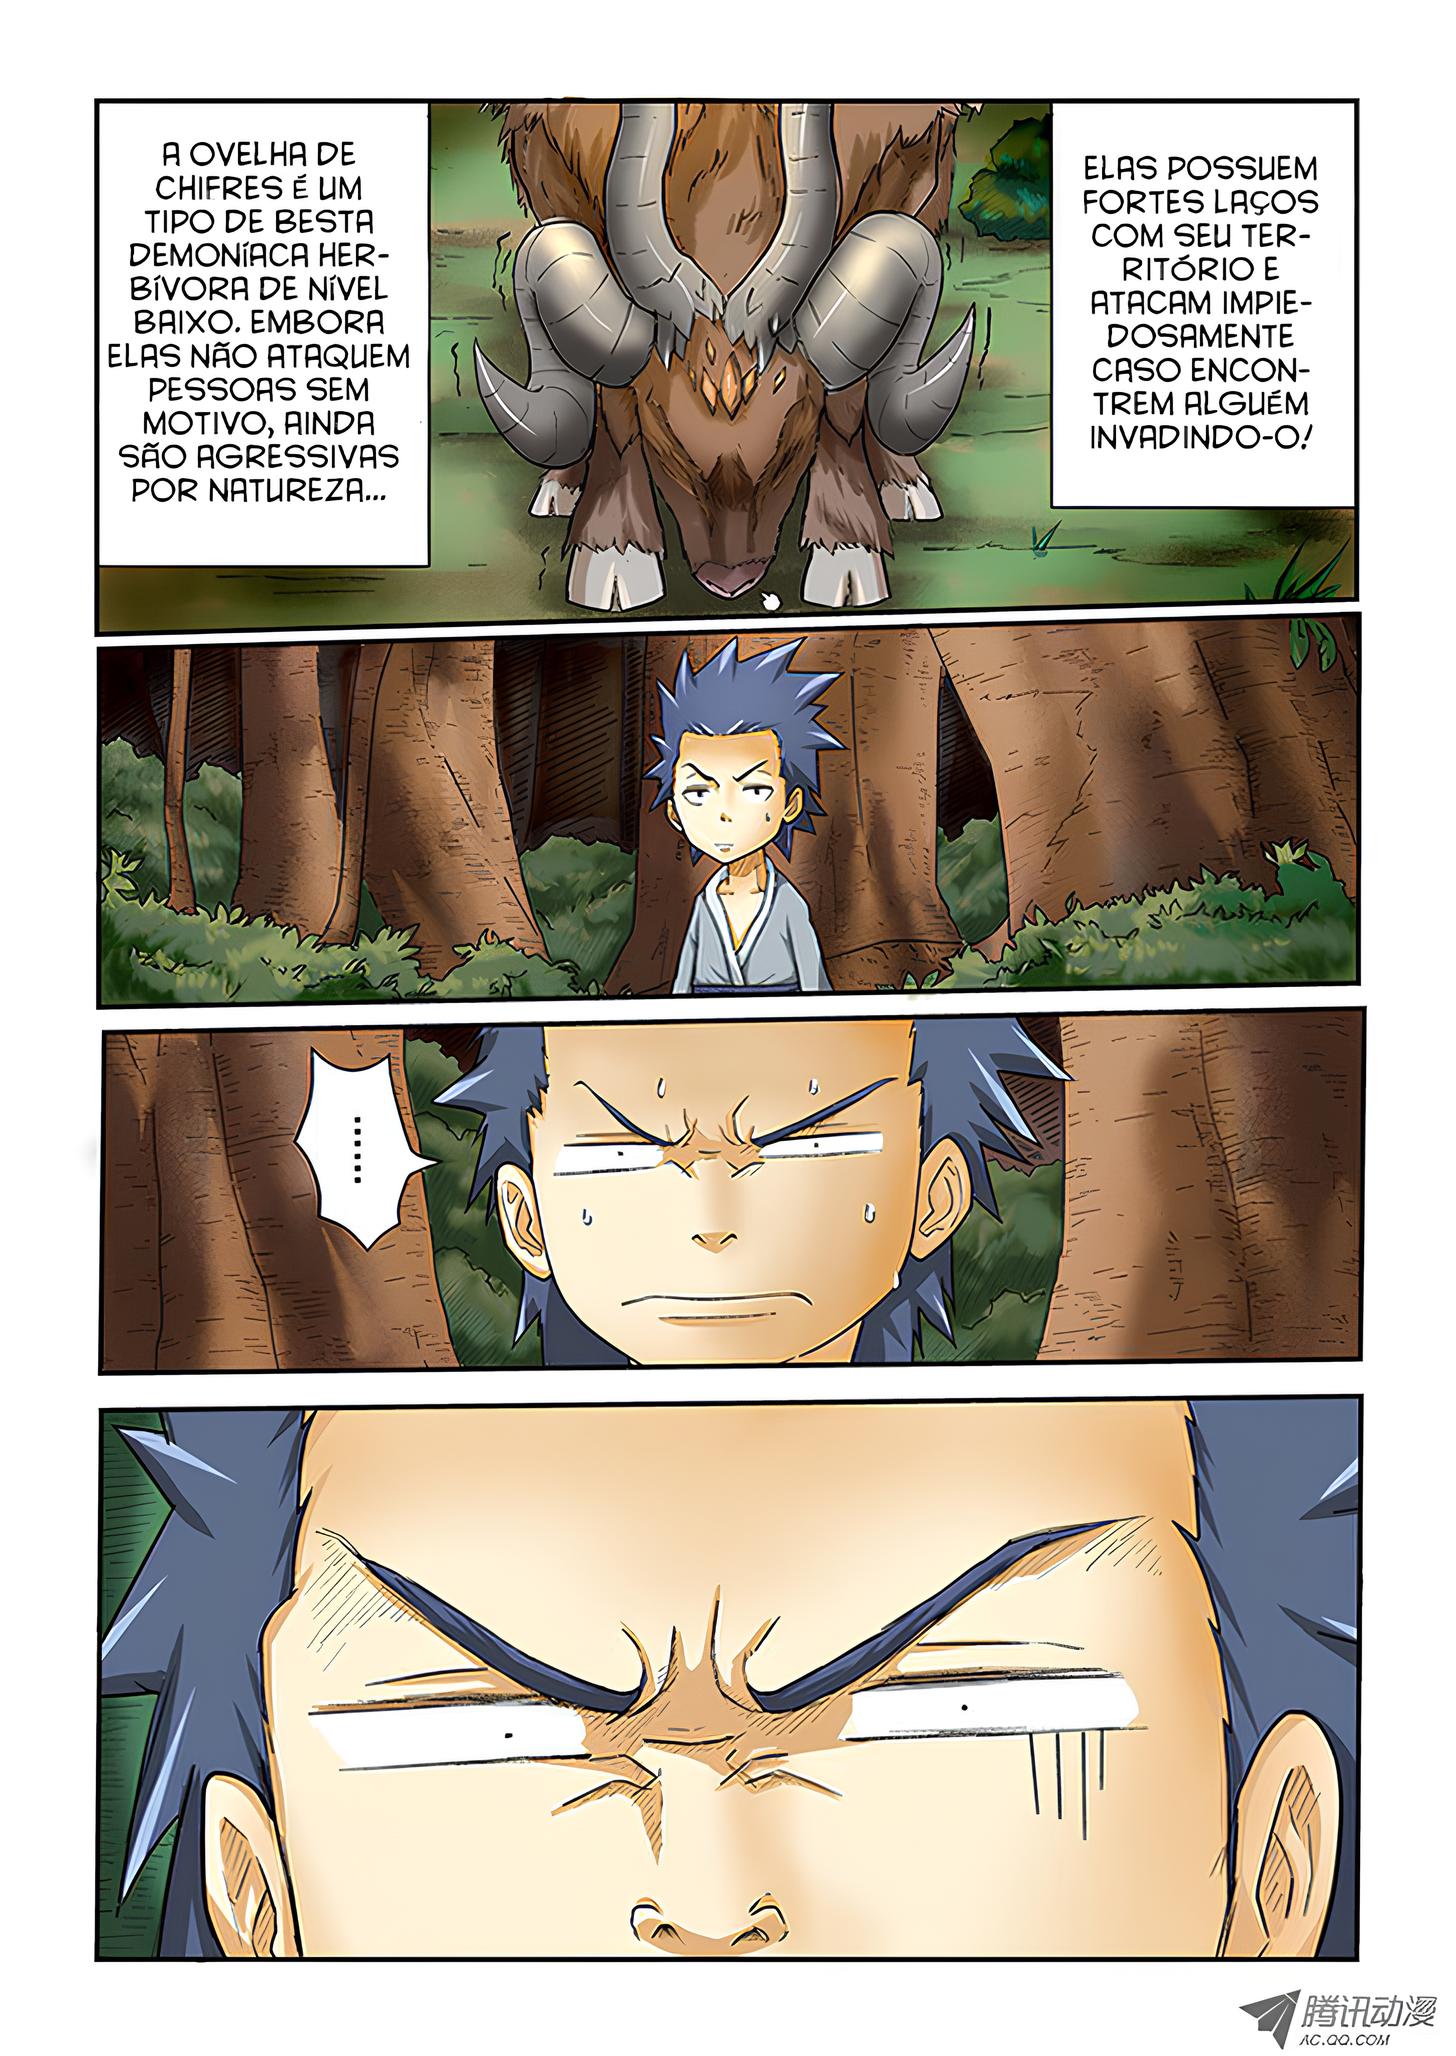 A OVELHA DE
CHIFRES É UM
TIPO DE BESTA
DEMONÍACA HER-
BÍVORA DE NÍVEL
BAIXO. EMBORA
ELAS NÃO ATAQUEM
PESSOAS SEM
MOTIVO, AINDA
SÃO AGRESSIVAS
POR NATUREZA...
ELAS POSSUEM
FORTES LAÇOS
COM SEU TER-
RITÓRIO E
ATACAM IMPIE-
DOSAMENTE
CASO ENCON-
TREM ALGUÉM
INVADINDO-O!
......
腾讯动漫
AC.QQ.COM